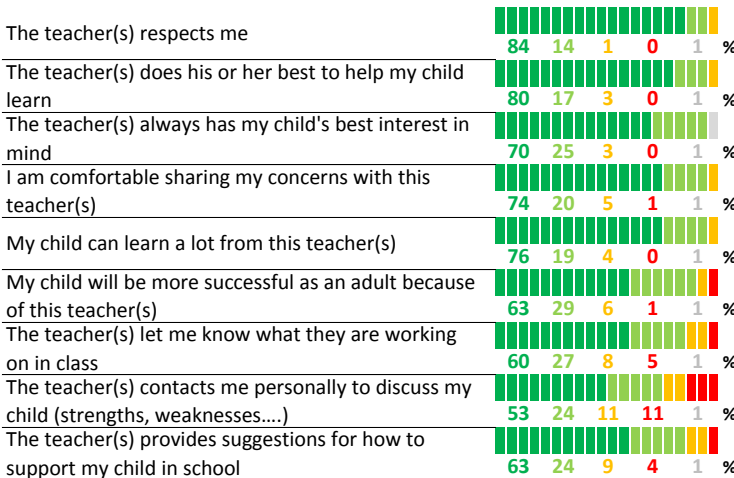 The teacher(s) respects me
84 14 1 0 1 %
The teacher(s) does his or her best to help my child
learn
80 17 3 0 1 %
The teacher(s) always has my child's best interest in
mind
70 25 3 0 1 %
I am comfortable sharing my concerns with this
teacher(s)
74 20 5 1 1 %
My child can learn a lot from this teacher(s)
76 19 4 0 1 %
My child will be more successful as an adult because
of this teacher(s)
63 29 6 1 1 %
The teacher(s) let me know what they are working
on in class
60 27 8 5 1 %
The teacher(s) contacts me personally to discuss my
child (strengths, weaknesses….)
53 24 11 11 1 %
The teacher(s) provides suggestions for how to
support my child in school
63 24 9 4 1 %